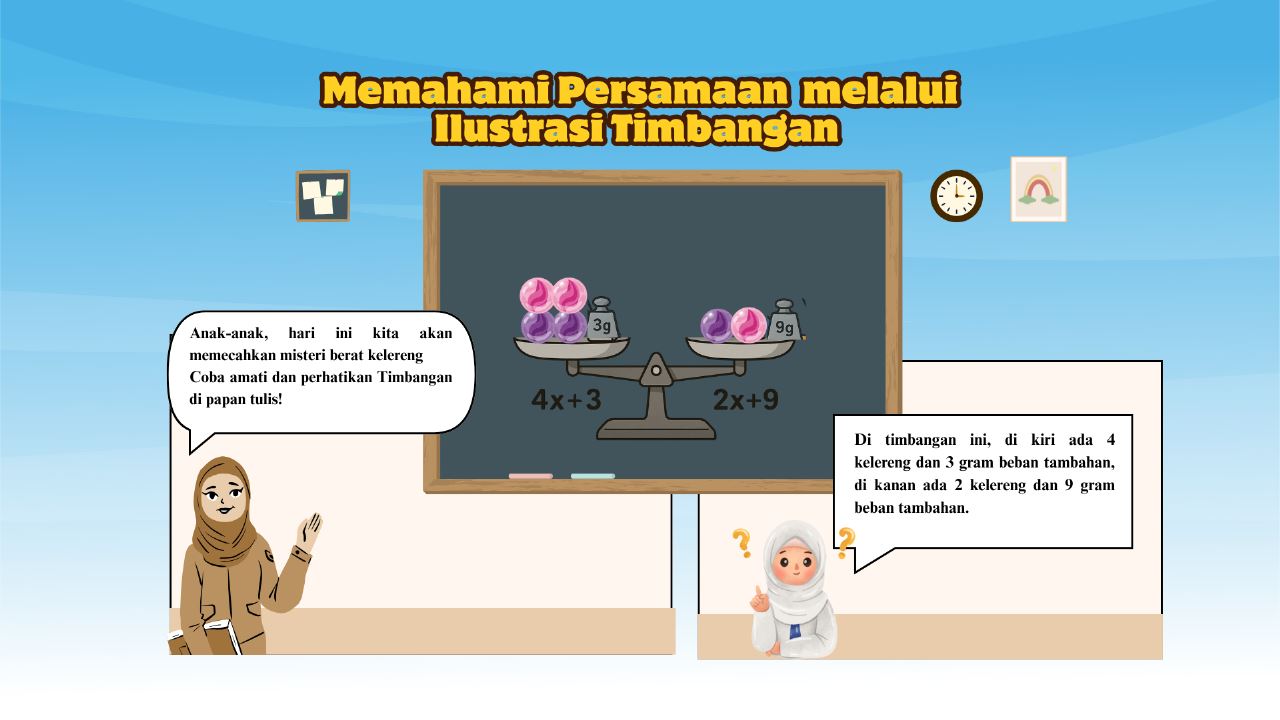 Memahami Persamaan melalui
Ilustrasi Timbangan
Anak-anak, hari ini kita akan
memecahkan misteri berat kelereng
Coba amati dan perhatikan Timbangan
di papan tulis!
3g
9g
4x+3
2x+9
Di timbangan ini, di kiri ada 4
kelereng dan 3 gram beban tambahan,
di kanan ada 2 kelereng dan 9 gram
beban tambahan.
? ?